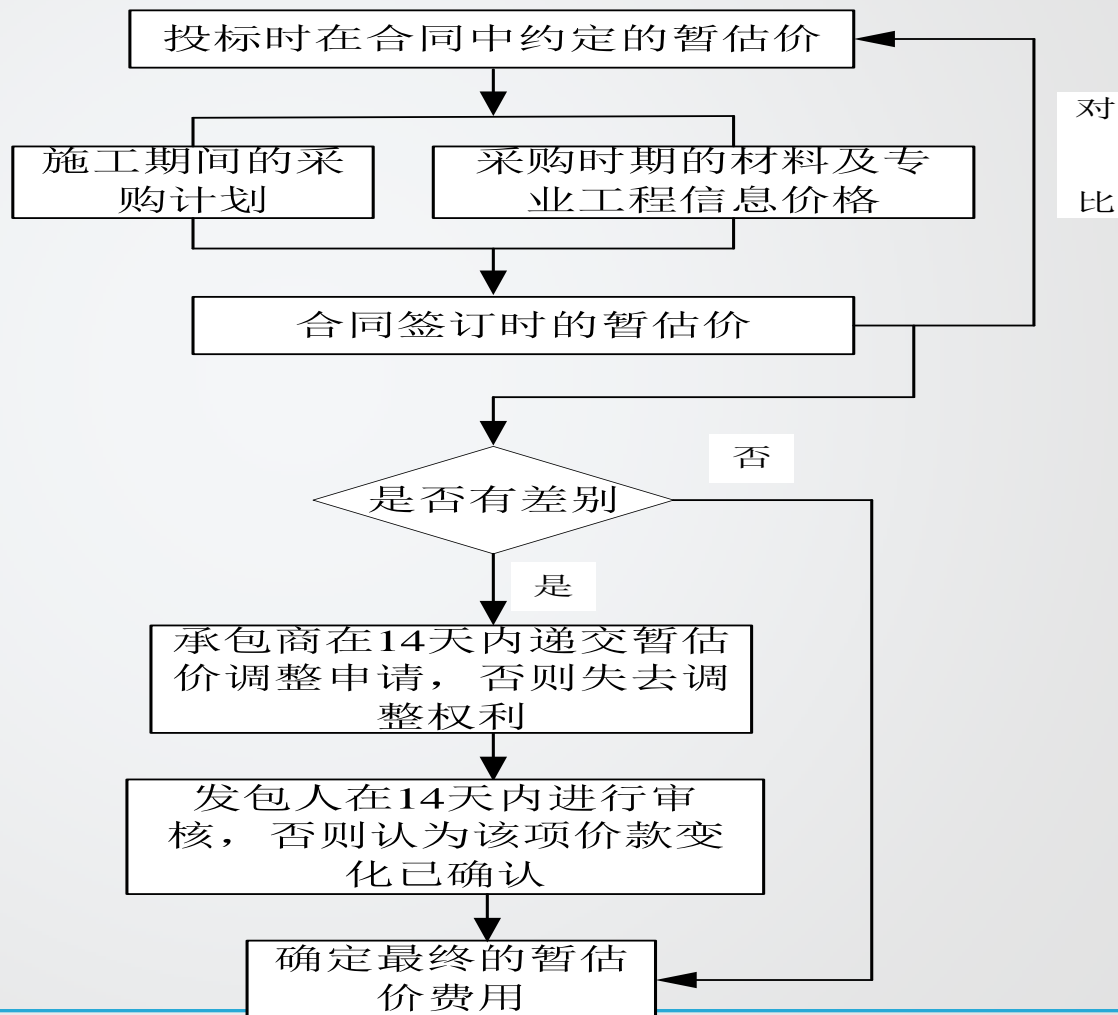 投标时在合同中约定的暂估价
对
比
施工期间的采
购计划
采购时期的材料及专
业工程信息价格
合同签订时的暂估价
是否有差别
否
是
承包商在14天内递交暂估
价调整申请，否则失去调
整权利
发包人在14天内进行审
核，否则认为该项价款变
化已确认
确定最终的暂估
价费用